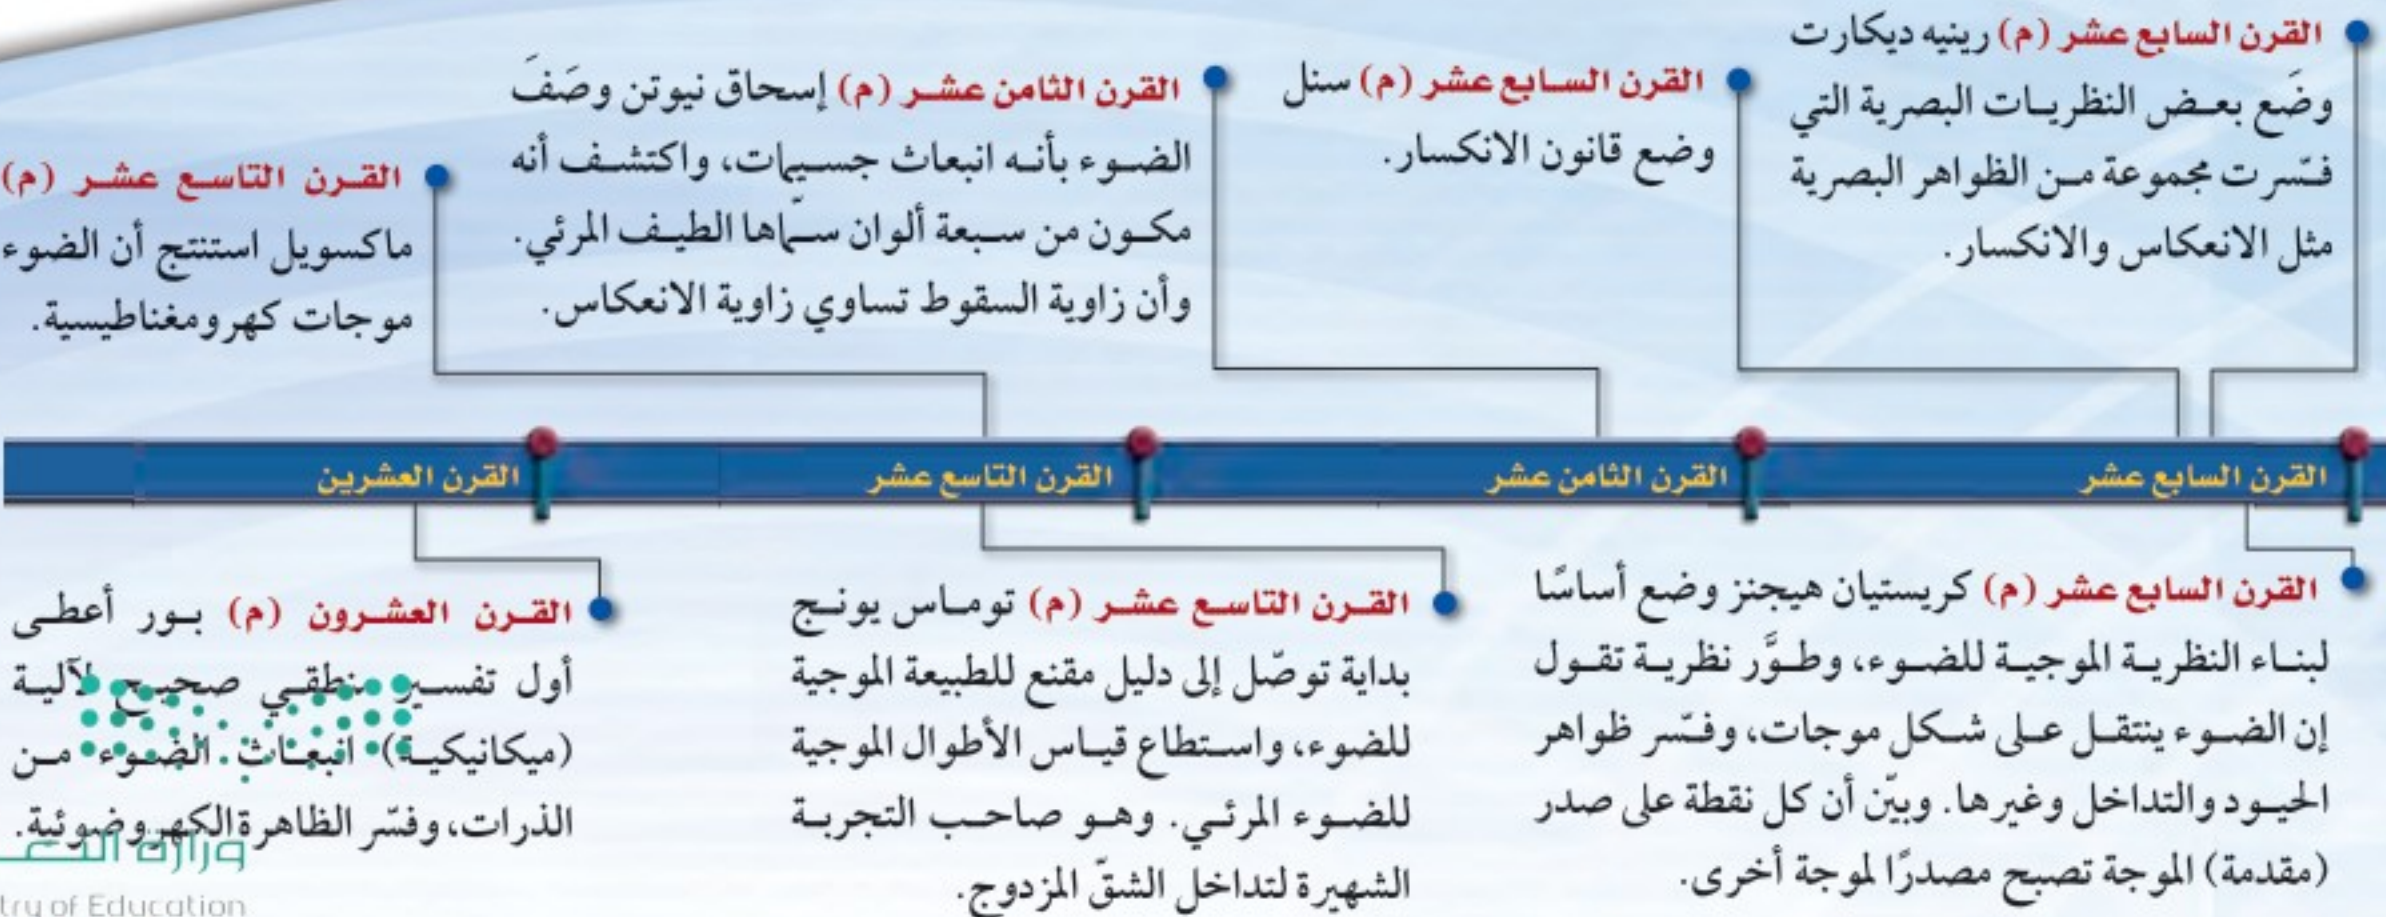 القرن السابع عشر (م) رينيه ديكارت
وضَع بعض النظريات البصرية التي
فسّرت مجموعة من الظواهر البصرية
مثل الانعكاس والانكسار.
القرن السابع عشر (م) سنل
وضع قانون الانكسار.
القرن الثامن عشر (م) إسحاق نيوتن وصَفَ
الضوء بأنه انبعاث جسيمات، واكتشف أنه
مكون من سبعة ألوان سمّاها الطيف المرئي.
وأن زاوية السقوط تساوي زاوية الانعكاس.
القرن التاسع عشر (م)
ماكسويل استنتج أن الضوء
موجات كهرومغناطيسية.
القرن السابع عشر
القرن الثامن عشر
القرن التاسع عشر
القرن العشرين
القرن السابع عشر (م) كريستيان هيجنز وضع أساسًا
لبناء النظرية الموجية للضوء، وطوَّر نظرية تقول
إن الضوء ينتقل على شكل موجات، وفسّر ظواهر
الحيود والتداخل وغيرها. وبيّن أن كل نقطة على صدر
(مقدمة) الموجة تصبح مصدرًا لموجة أخرى.
القرن التاسع عشر (م) توماس يونج
بداية توصّل إلى دليل مقنع للطبيعة الموجية
للضوء، واستطاع قياس الأطوال الموجية
للضوء المرئي. وهو صاحب التجربة
الشهيرة لتداخل الشقّ المزدوج.
القرن العشرون (م) بور أعطى
أول تفسير منطقي صحيح لآلية
(ميكانيكية) انبعاث الضوء من
الذرات، وفسّر الظاهرة الكهروضوئية.
وزارة التع
try of Education